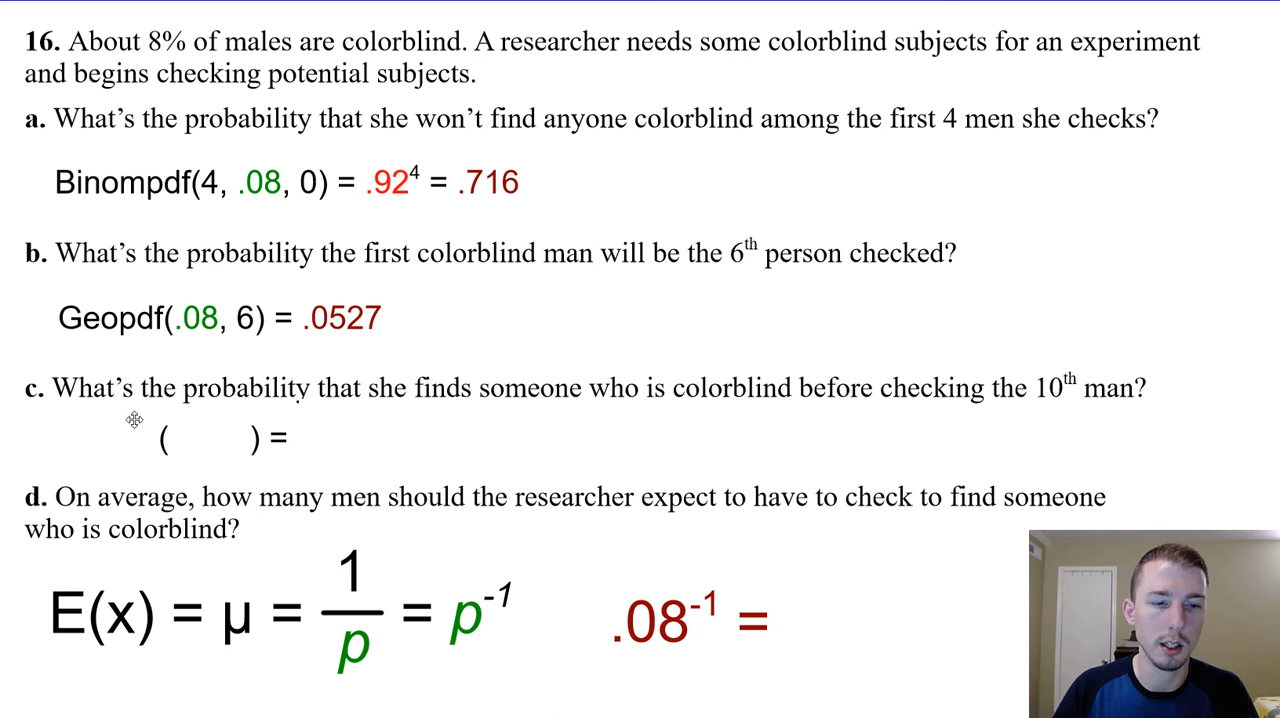 16. About 8% of males are colorblind. A researcher needs some colorblind subjects for an experiment
and begins checking potential subjects.
a. What’s the probability that she won’t find anyone colorblind among the first 4 men she checks?
Binompdf(4, .08, 0) = .92⁴ = .716
b. What’s the probability the first colorblind man will be the 6ᵗʰ person checked?
Geopdf(.08, 6) = .0527
c. What’s the probability that she finds someone who is colorblind before checking the 10ᵗʰ man?
( ) =
d. On average, how many men should the researcher expect to have to check to find someone
who is colorblind?
E(x) = μ = 1/p = p⁻¹ .08⁻¹ =